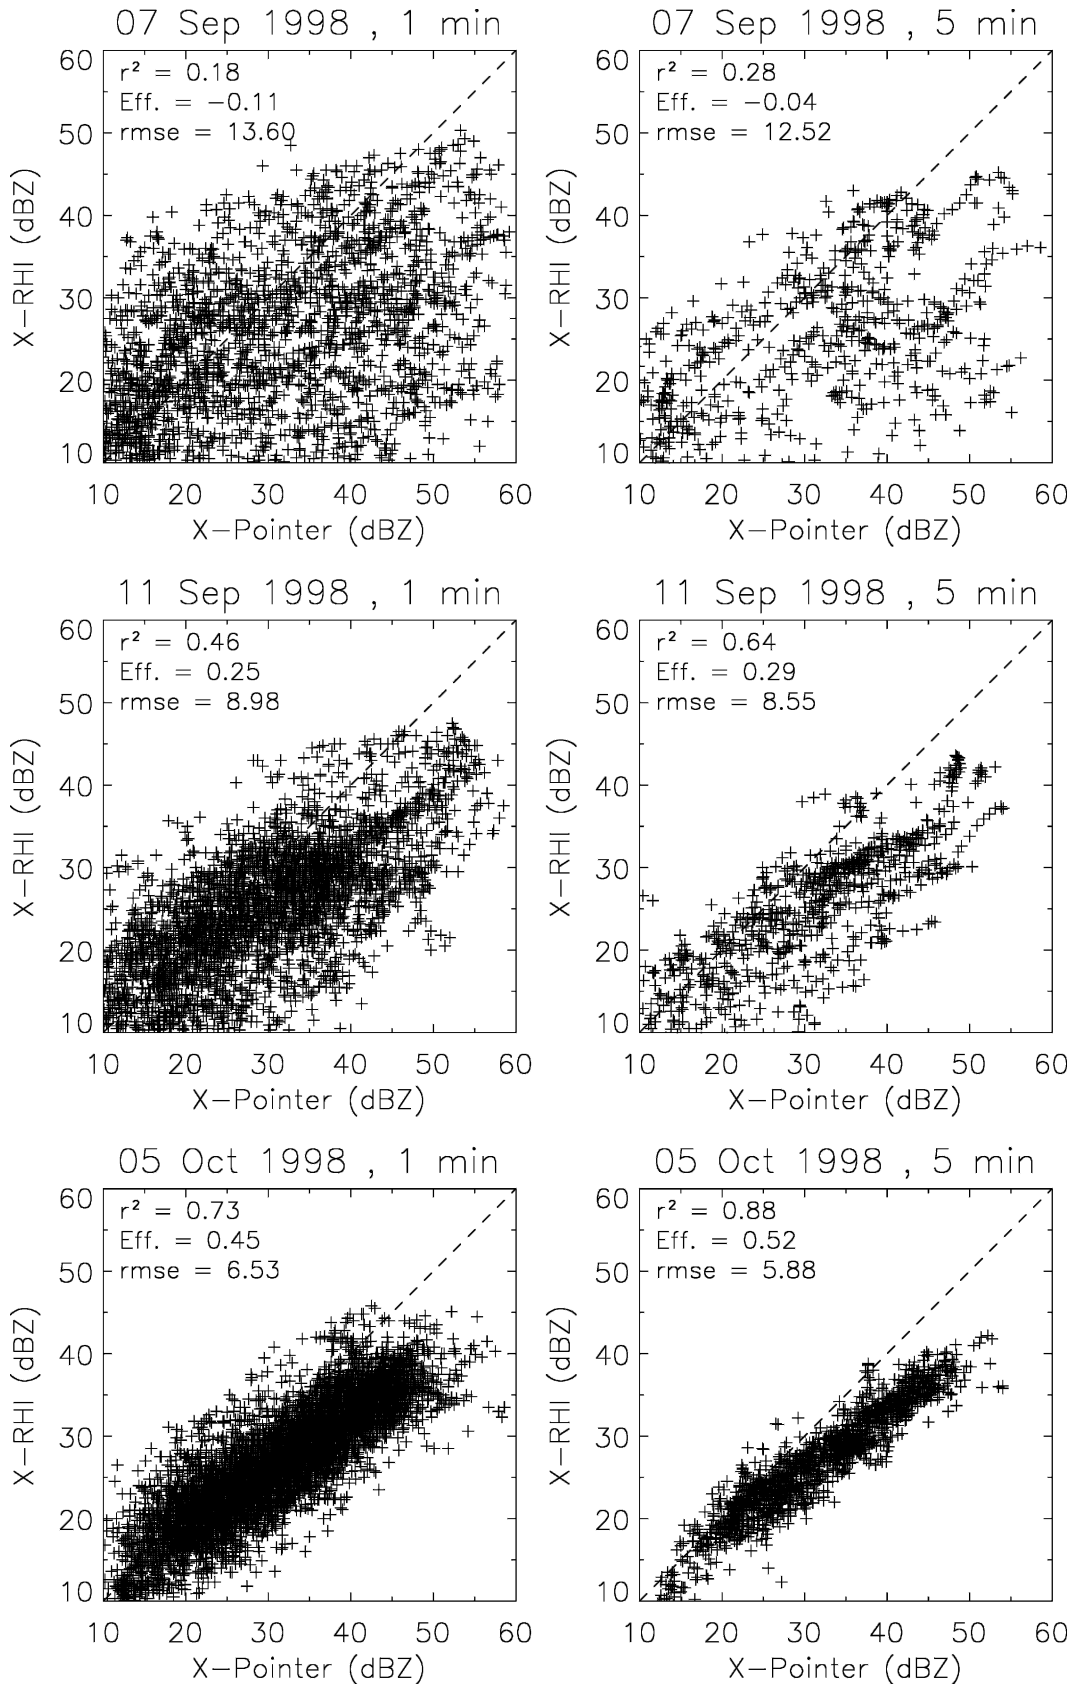 07 Sep 1998 , 1 min
r² = 0.18
Eff. = −0.11
rmse = 13.60
60
50
40
30
20
10
X−RHI (dBZ)
10 20 30 40 50 60
X−Pointer (dBZ)
07 Sep 1998 , 5 min
r² = 0.28
Eff. = −0.04
rmse = 12.52
60
50
40
30
20
10
X−RHI (dBZ)
10 20 30 40 50 60
X−Pointer (dBZ)
11 Sep 1998 , 1 min
r² = 0.46
Eff. = 0.25
rmse = 8.98
60
50
40
30
20
10
X−RHI (dBZ)
10 20 30 40 50 60
X−Pointer (dBZ)
11 Sep 1998 , 5 min
r² = 0.64
Eff. = 0.29
rmse = 8.55
60
50
40
30
20
10
X−RHI (dBZ)
10 20 30 40 50 60
X−Pointer (dBZ)
05 Oct 1998 , 1 min
r² = 0.73
Eff. = 0.45
rmse = 6.53
60
50
40
30
20
10
X−RHI (dBZ)
10 20 30 40 50 60
X−Pointer (dBZ)
05 Oct 1998 , 5 min
r² = 0.88
Eff. = 0.52
rmse = 5.88
60
50
40
30
20
10
X−RHI (dBZ)
10 20 30 40 50 60
X−Pointer (dBZ)